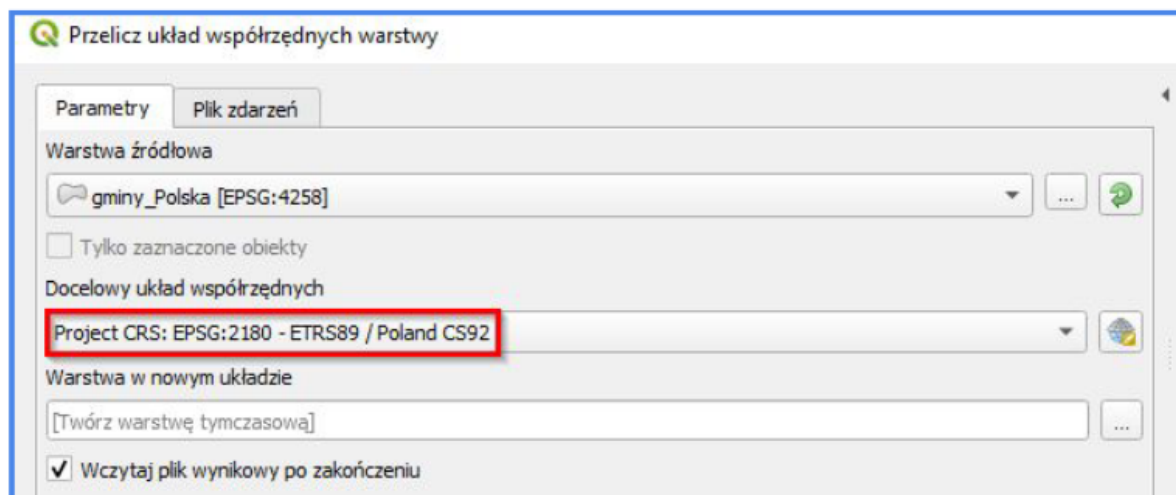 Przelicz układ współrzędnych warstwy
Parametry Plik zdarzeń
Warstwa źródłowa
gminy_Polska [EPSG:4258]
...
Tylko zaznaczone obiekty
Docelowy układ współrzędnych
Project CRS: EPSG:2180 - ETRS89 / Poland CS92
Warstwa w nowym układzie
[Twórz warstwę tymczasową]
...
Wczytaj plik wynikowy po zakończeniu